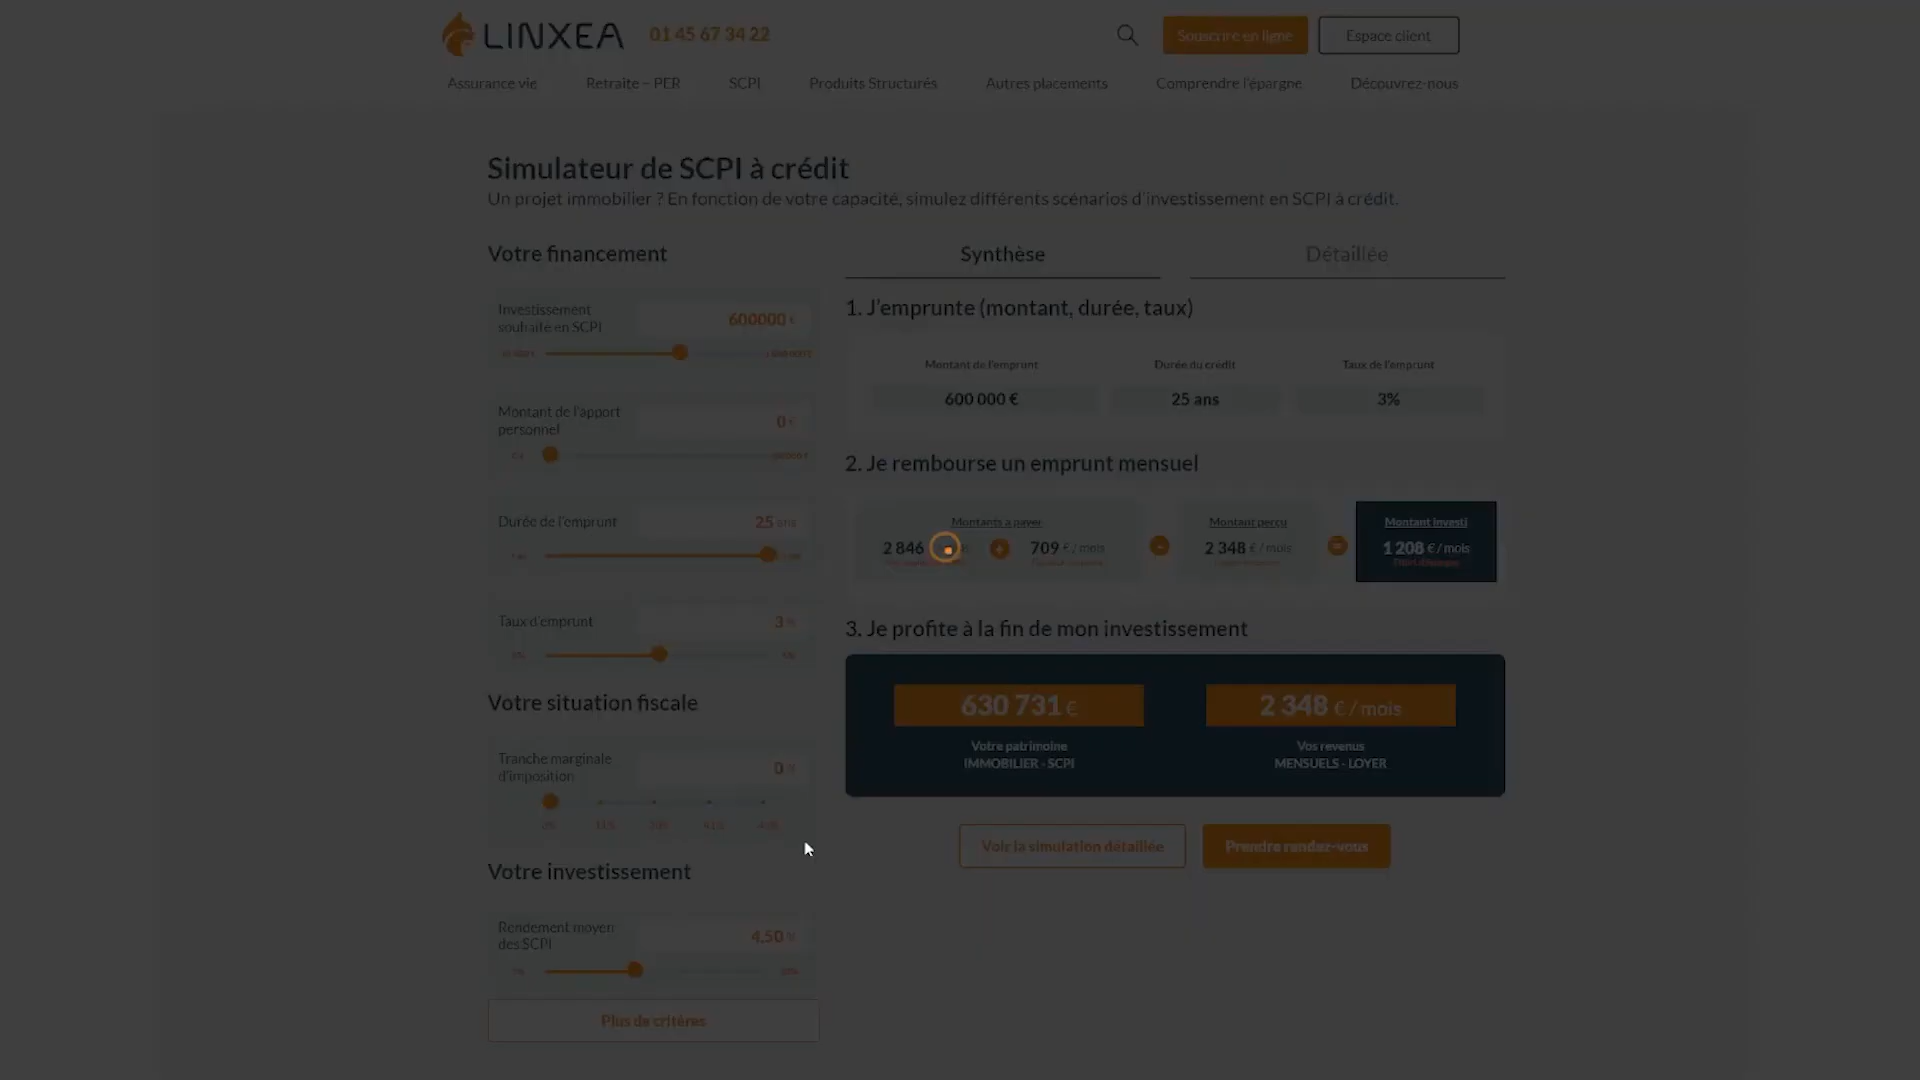 LINXEA
01 45 67 34 22
Souscrire en ligne
Espace client
Assurance vie
Retraite – PER
SCPI
Produits Structurés
Autres placements
Comprendre l'épargne
Découvrez-nous
Simulateur de SCPI à crédit
Un projet immobilier ? En fonction de votre capacité, simulez différents scénarios d'investissement en SCPI à crédit.
Votre financement
Investissement
souhaité en SCPI
600000 €
Montant de l'apport
personnel
0 €
Durée de l'emprunt
25 ans
Taux d'emprunt
3 %
Votre situation fiscale
Tranche marginale
d'imposition
0 %
Votre investissement
Rendement moyen
des SCPI
4.50 %
Plus de critères
Synthèse
Détaillée
1. J'emprunte (montant, durée, taux)
Montant de l'emprunt
Durée du crédit
Taux de l'emprunt
600 000 €
25 ans
3%
2. Je rembourse un emprunt mensuel
Montants à payer
Montant perçu
Montant investi
2 846
+
709 € / mois
-
2 348 € / mois
=
1 208 € / mois
Effort d'épargne
3. Je profite à la fin de mon investissement
630 731 €
2 348 € / mois
Votre patrimoine
IMMOBILIER - SCPI
Vos revenus
MENSUELS - LOYER
Voir la simulation détaillée
Prendre rendez-vous